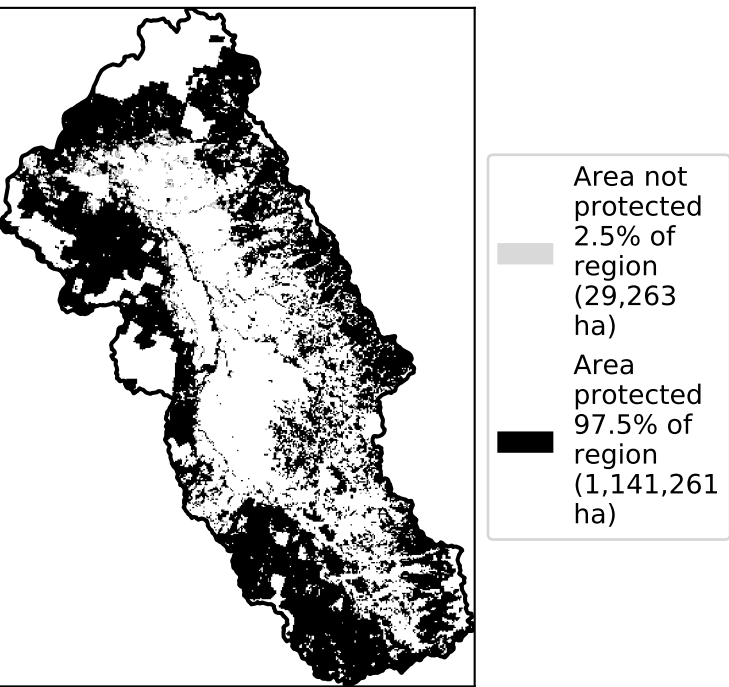 Area not
protected
2.5% of
region
(29,263
ha)
Area
protected
97.5% of
region
(1,141,261
ha)